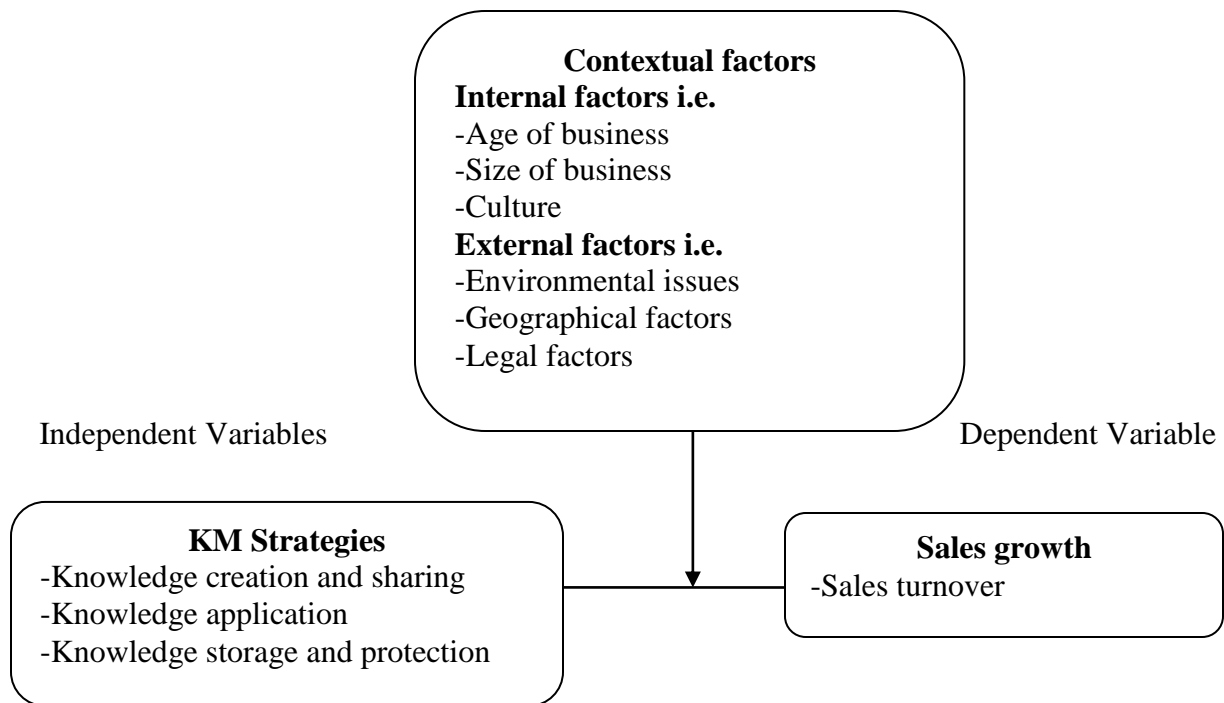 Contextual factors
Internal factors i.e.
-Age of business
-Size of business
-Culture
External factors i.e.
-Environmental issues
-Geographical factors
-Legal factors
Independent Variables
Dependent Variable
KM Strategies
-Knowledge creation and sharing
-Knowledge application
-Knowledge storage and protection
Sales growth
-Sales turnover